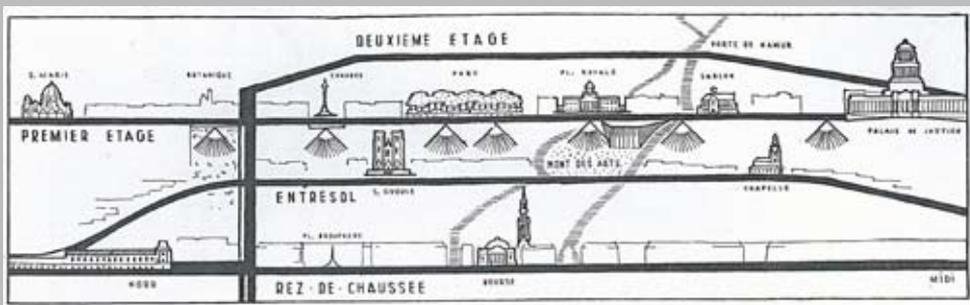 DEUXIEME ETAGE
PORTE DE NAMUR
S. MARIE
BOTANIQUE
CONGRES
PARC
PL. ROYALE
SABLON
PREMIER ETAGE
PALAIS DE JUSTICE
MONT DES ARTS
S. GUDULE
CHAPELLE
ENTRESOL
PL. BROUCKERE
NORD
BOURSE
MIDI
REZ-DE-CHAUSSEE